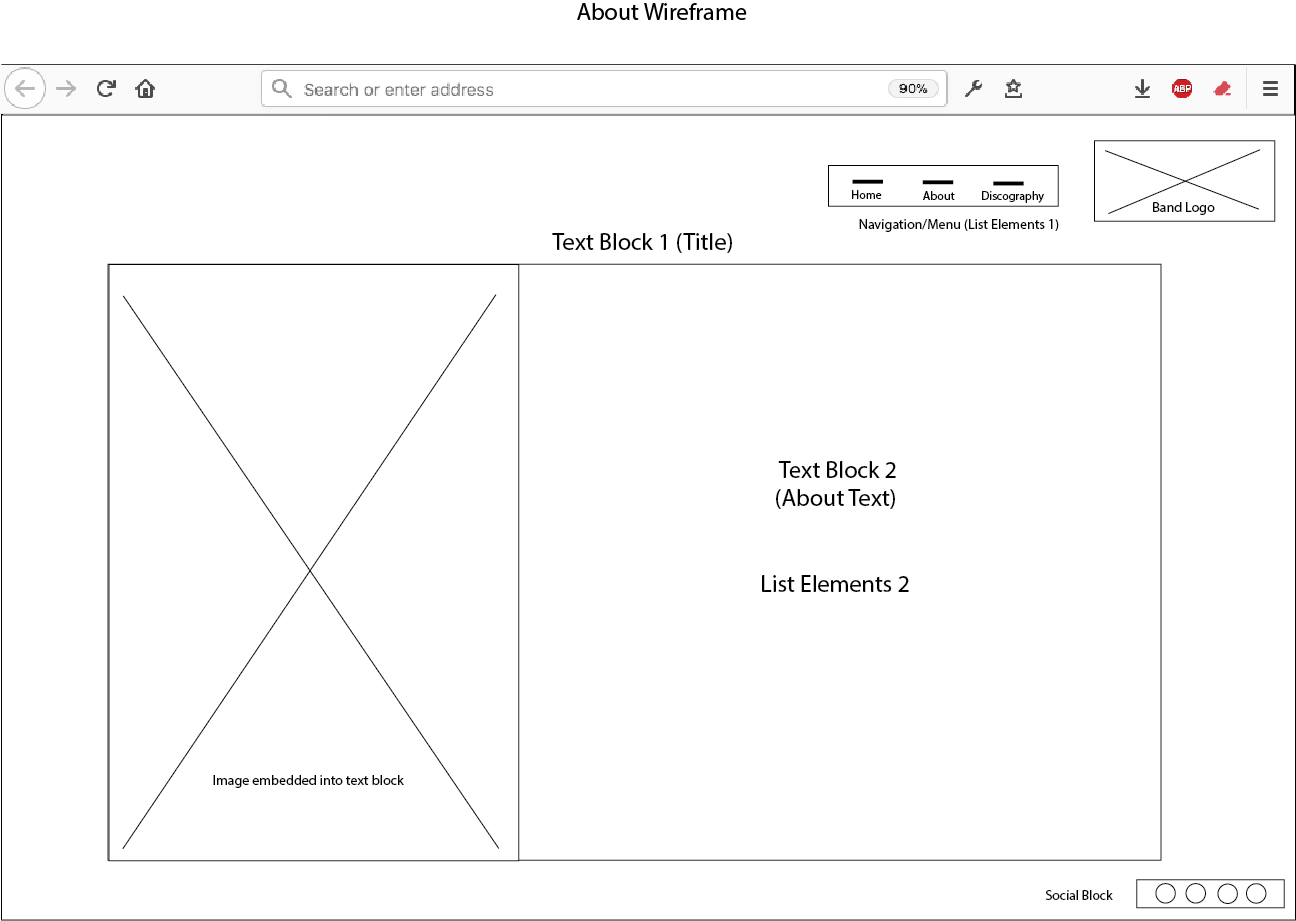 About Wireframe
Search or enter address
90%
ABP
Home
About
Discography
Band Logo
Navigation/Menu (List Elements 1)
Text Block 1 (Title)
Text Block 2
(About Text)
List Elements 2
Image embedded into text block
Social Block